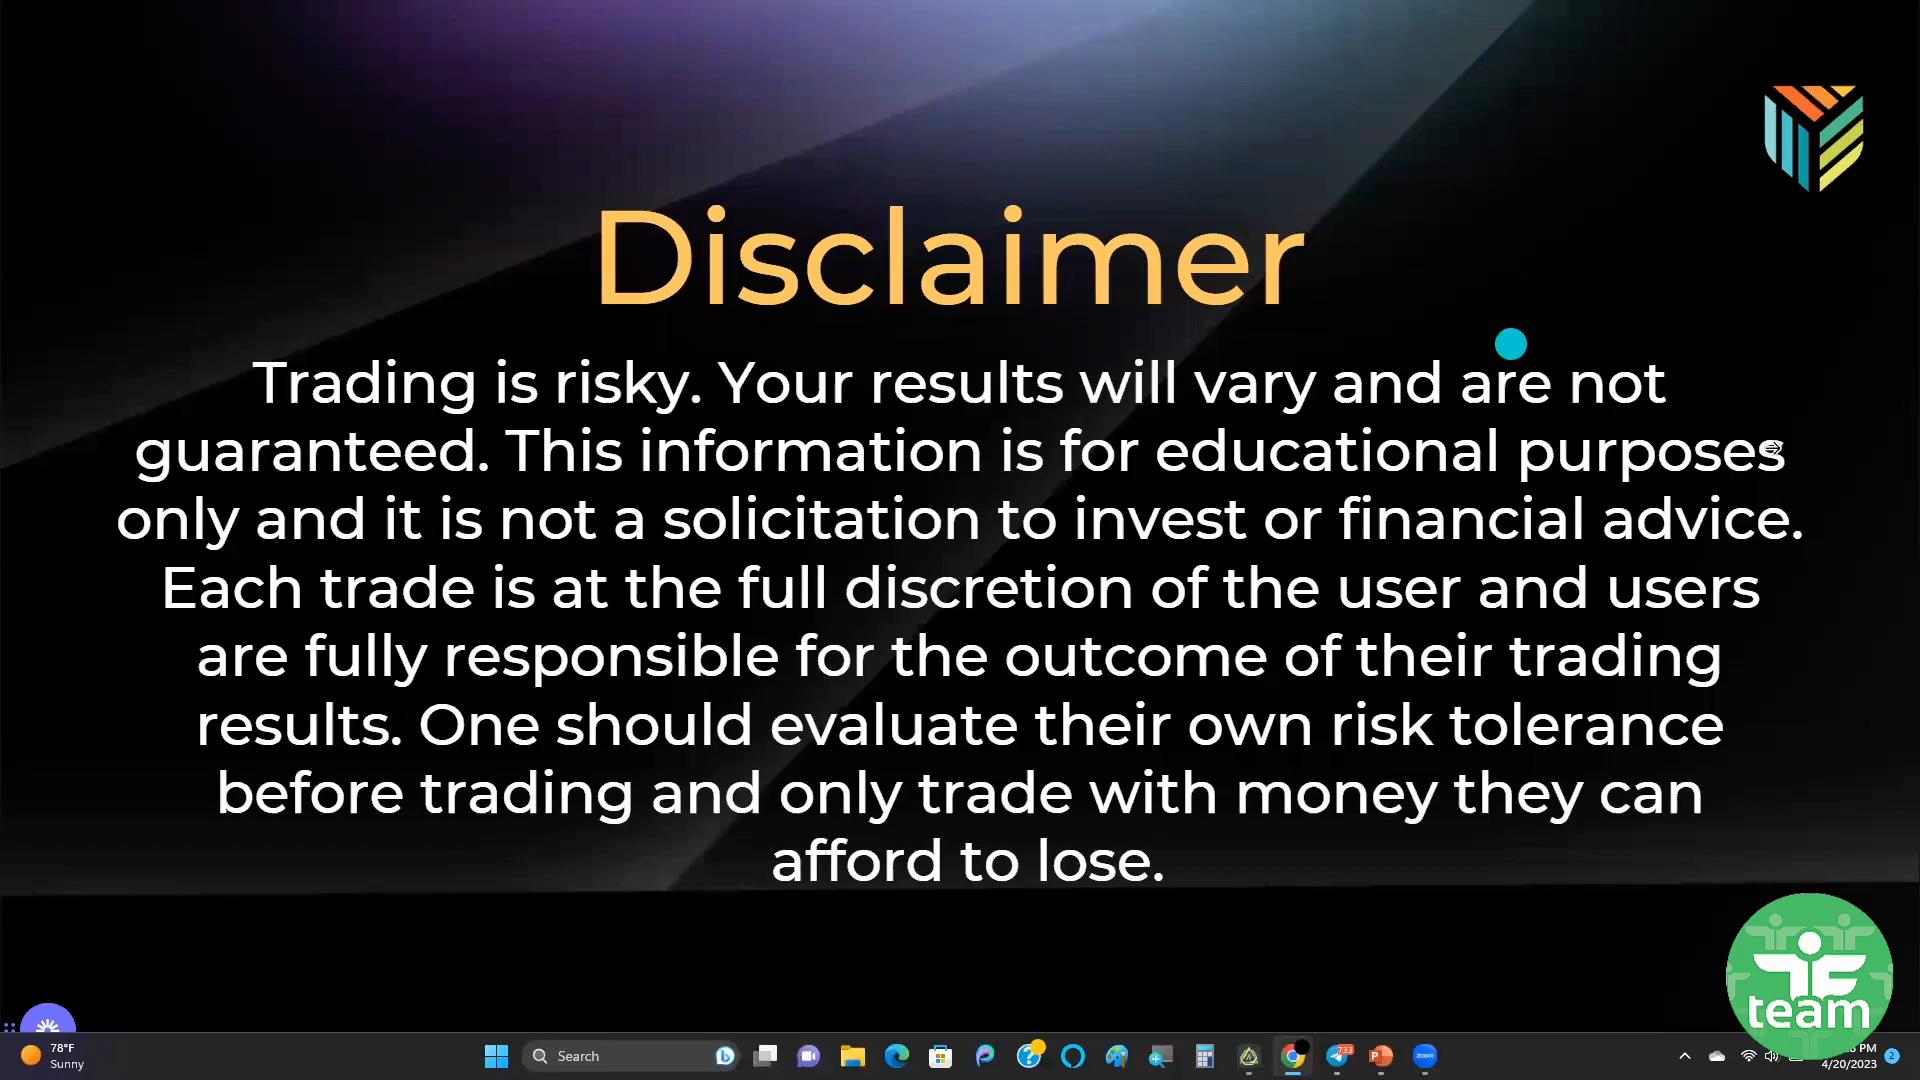 Disclaimer
Trading is risky. Your results will vary and are not
guaranteed. This information is for educational purposes
only and it is not a solicitation to invest or financial advice.
Each trade is at the full discretion of the user and users
are fully responsible for the outcome of their trading
results. One should evaluate their own risk tolerance
before trading and only trade with money they can
afford to lose.
team
78°F
Sunny
Search
733
zoom
PM
4/20/2023
2